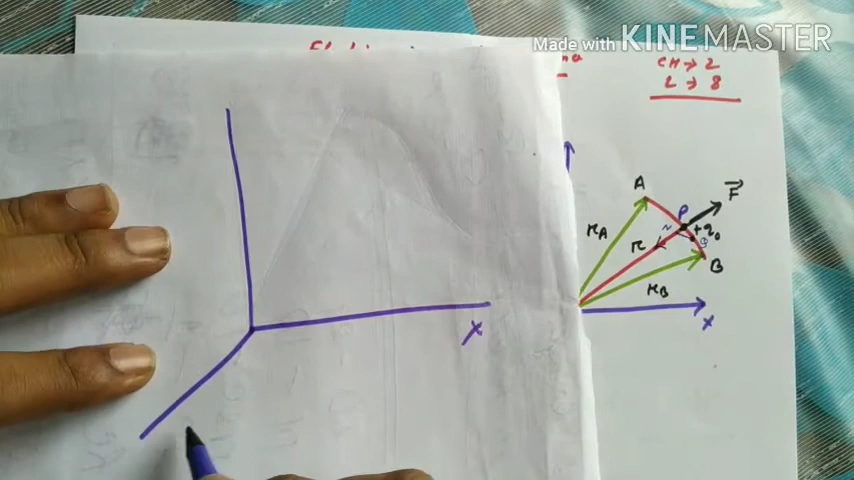 Made with KINEMASTER
CH → 2
L → 8
A
F
P
+q₀
r_A
r
B
r_B
X
X